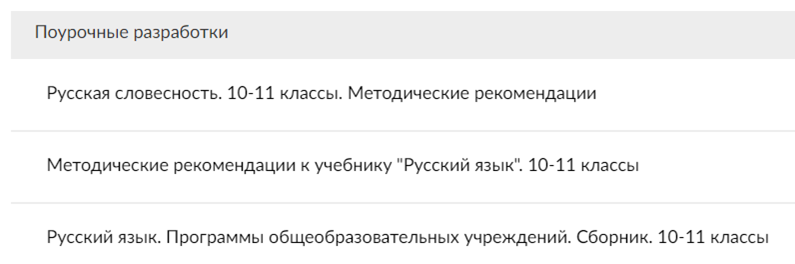 Поурочные разработки
Русская словесность. 10-11 классы. Методические рекомендации
Методические рекомендации к учебнику "Русский язык". 10-11 классы
Русский язык. Программы общеобразовательных учреждений. Сборник. 10-11 классы